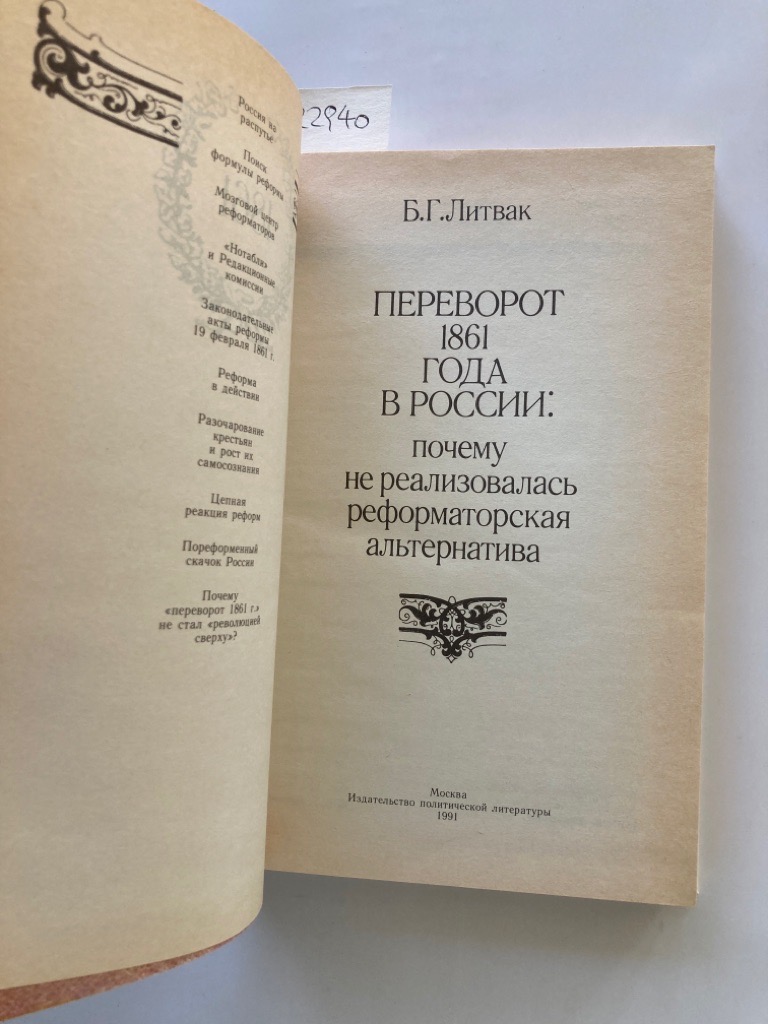 Россия на
распутье
Поиск
формулы реформы
Мозговой центр
реформаторов
«Нотабли»
и Редакционные
комиссии
Законодательные
акты реформы
19 февраля 1861 г.
Реформа
в действии
Разочарование
крестьян
и рост их
самосознания
Цепная
реакция реформ
Пореформенный
скачок России
Почему
«переворот 1861 г.»
не стал «революцией
сверху»?
22940
Б.Г.Литвак
ПЕРЕВОРОТ
1861
ГОДА
В РОССИИ:
почему
не реализовалась
реформаторская
альтернатива
Москва
Издательство политической литературы
1991